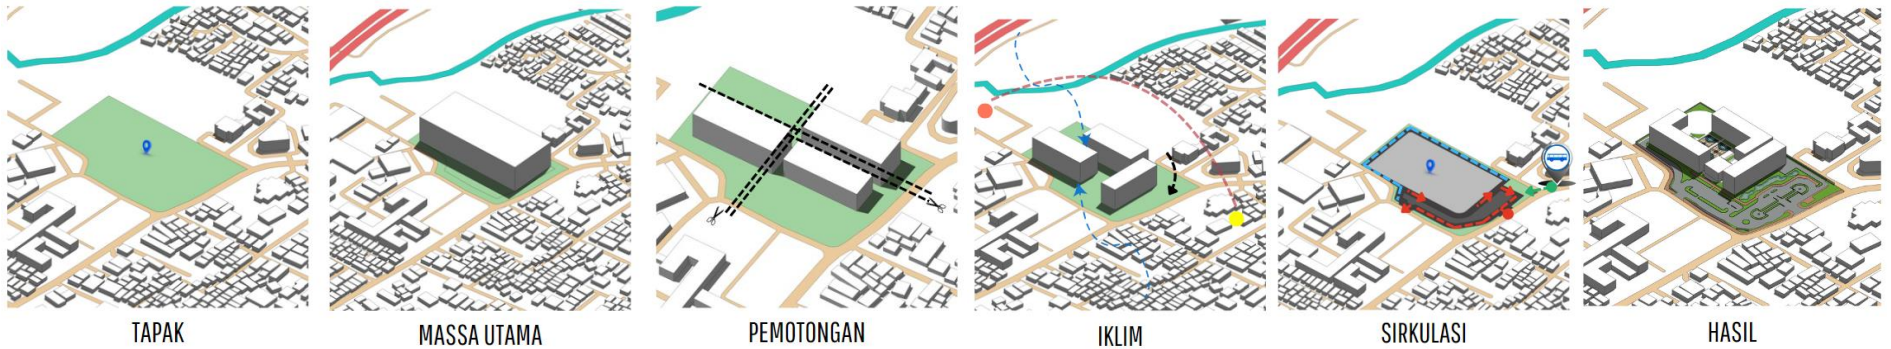 TAPAK
MASSA UTAMA
PEMOTONGAN
IKLIM
SIRKULASI
HASIL